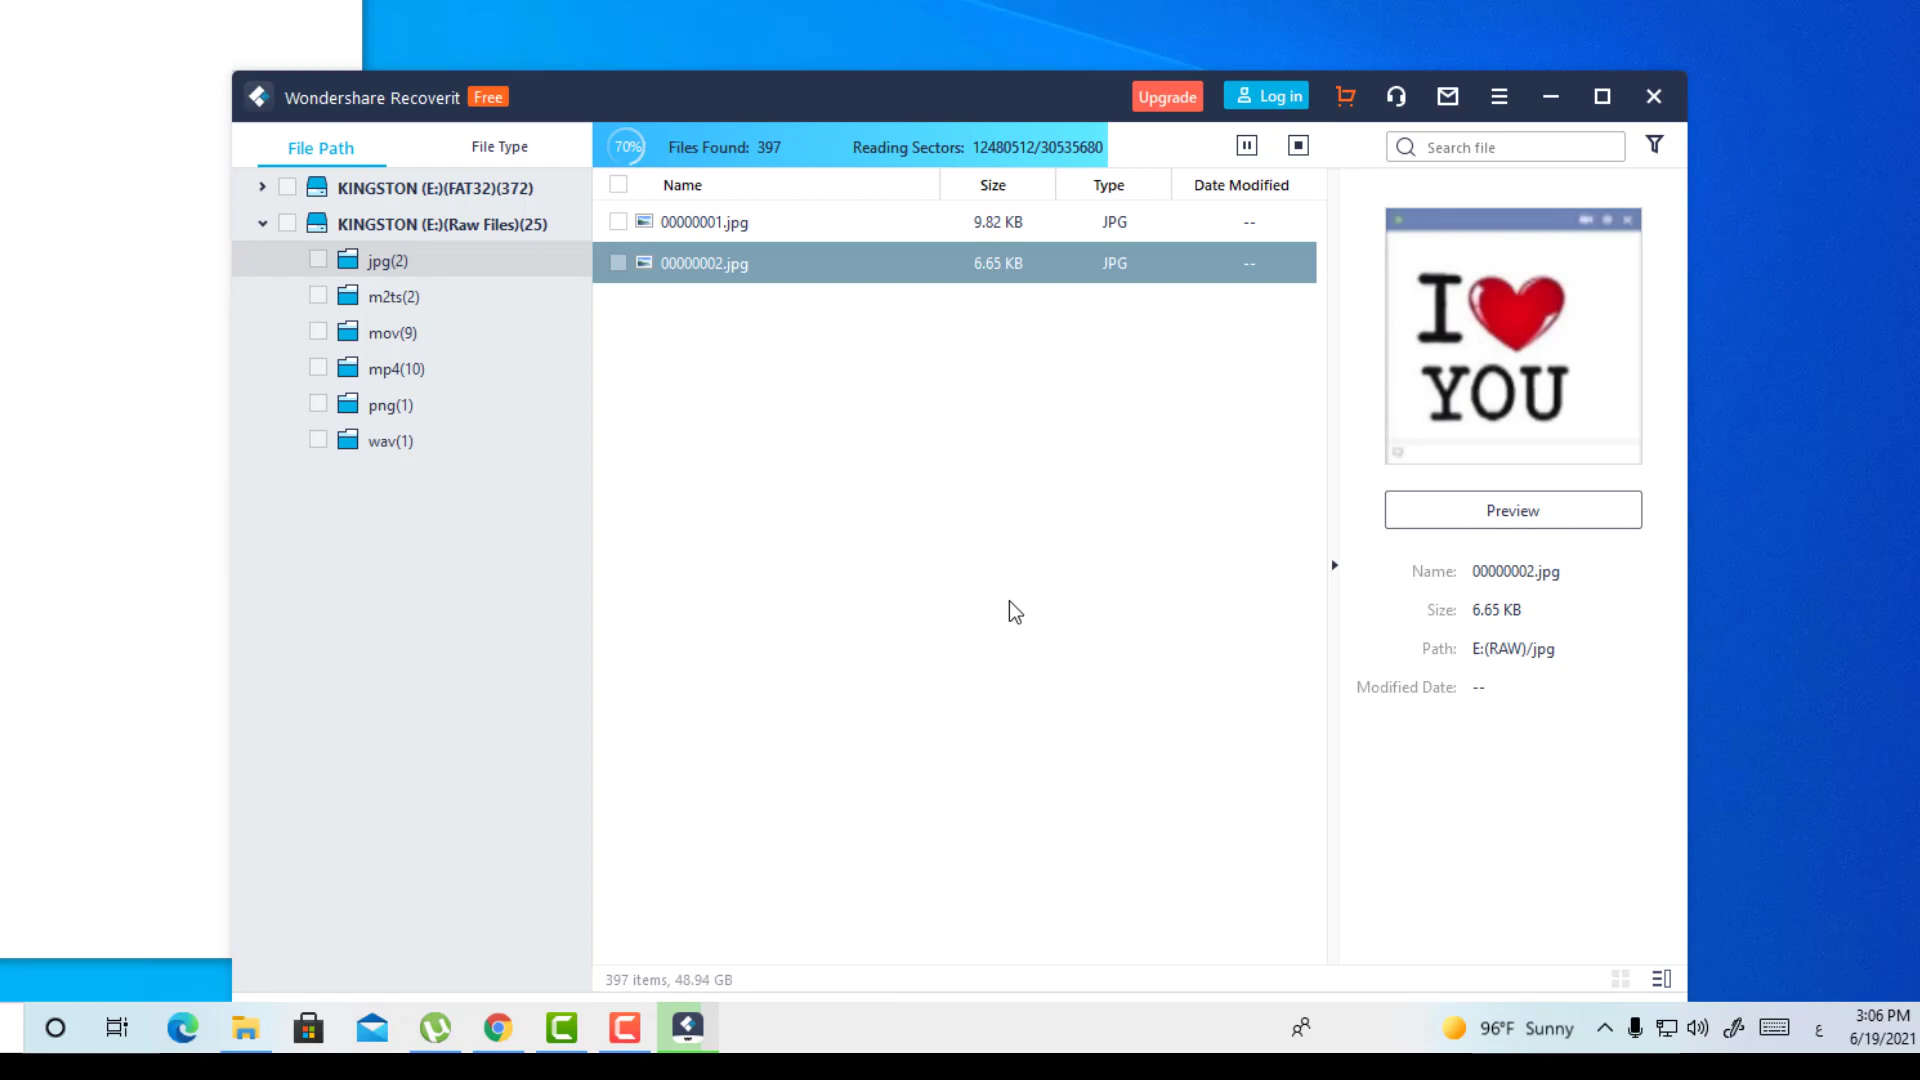 Wondershare Recoverit Free
Upgrade
Log in
File Path
File Type
70%
Files Found: 397
Reading Sectors: 12480512/30535680
Search file
KINGSTON (E:)(FAT32)(372)
KINGSTON (E:)(Raw Files)(25)
jpg(2)
m2ts(2)
mov(9)
mp4(10)
png(1)
wav(1)
Name Size Type Date Modified
00000001.jpg 9.82 KB JPG --
00000002.jpg 6.65 KB JPG --
I
YOU
Preview
Name: 00000002.jpg
Size: 6.65 KB
Path: E:(RAW)/jpg
Modified Date: --
397 items, 48.94 GB
96°F Sunny
ع
3:06 PM
6/19/2021